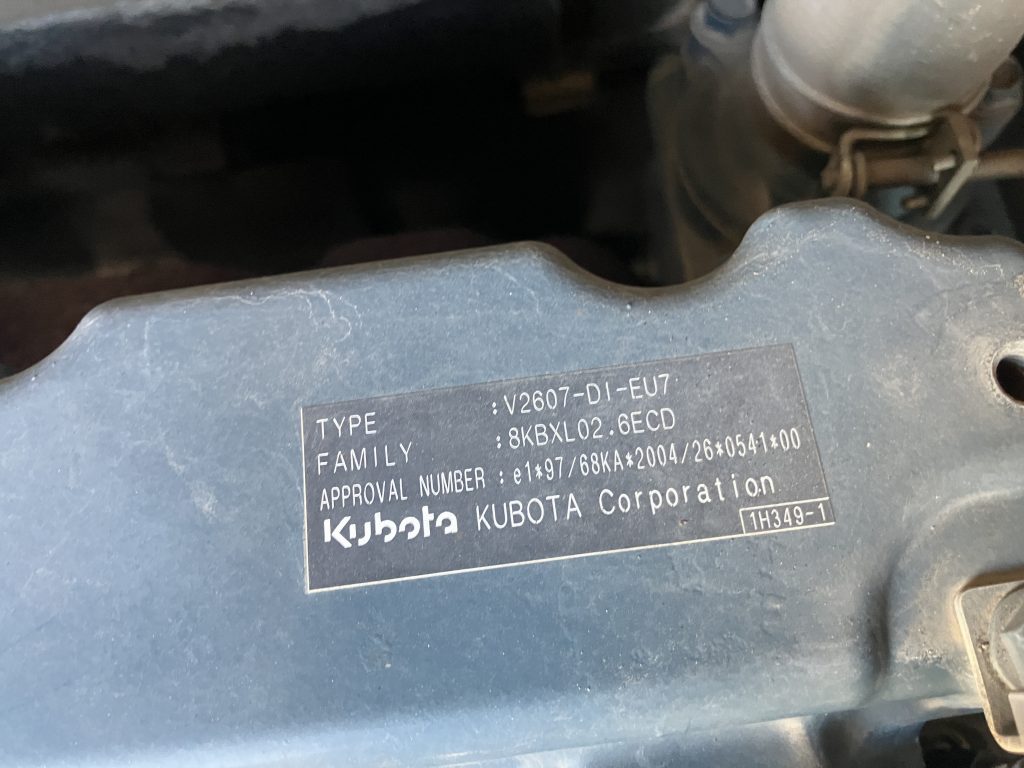 TYPE :V2607-DI-EU7
FAMILY :8KBXL02.6ECD
APPROVAL NUMBER :e1*97/68KA*2004/26*0541*00
Kubota KUBOTA Corporation
1H349-1